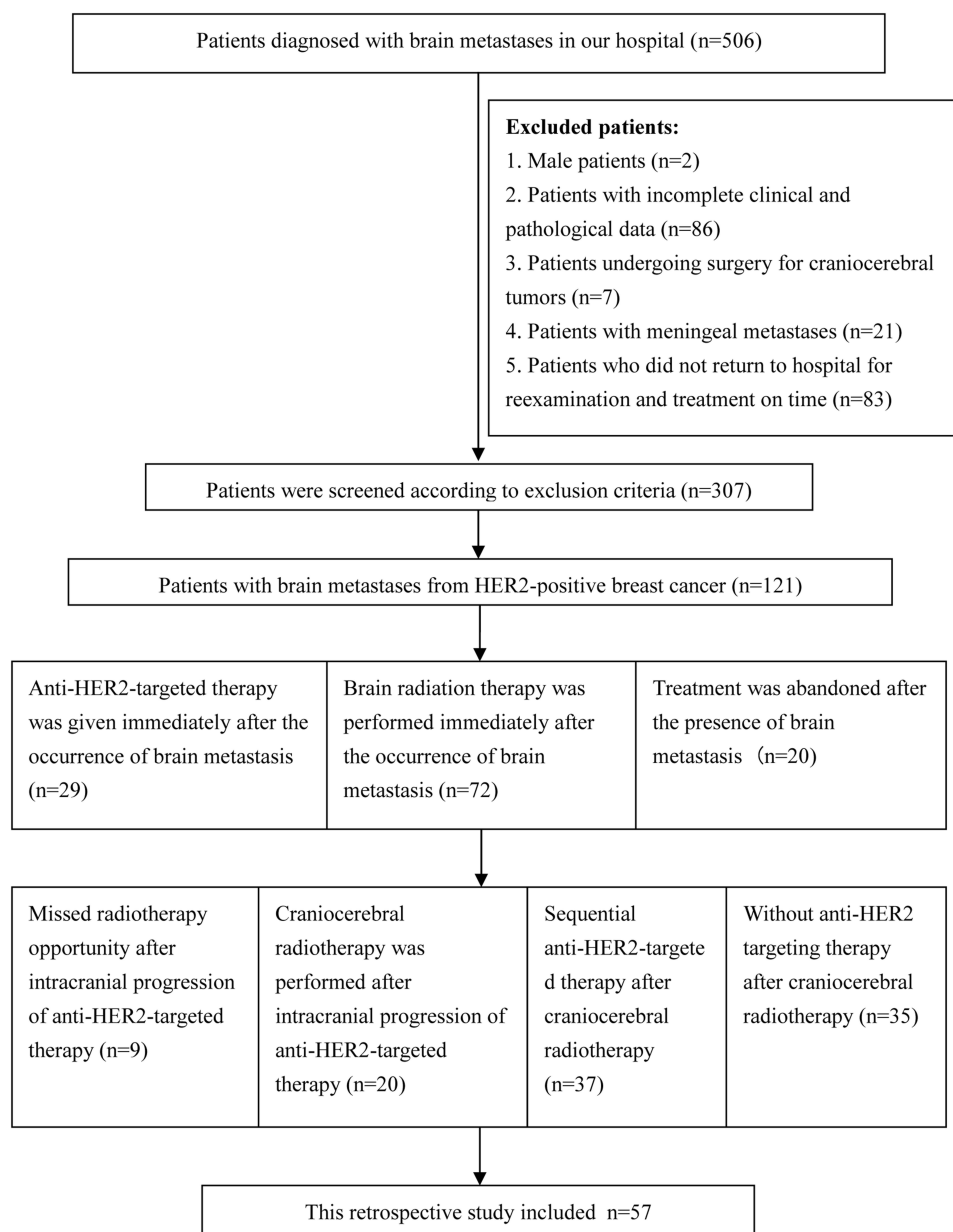 Patients diagnosed with brain metastases in our hospital (n=506)
Excluded patients:
1. Male patients (n=2)
2. Patients with incomplete clinical and
pathological data (n=86)
3. Patients undergoing surgery for craniocerebral
tumors (n=7)
4. Patients with meningeal metastases (n=21)
5. Patients who did not return to hospital for
reexamination and treatment on time (n=83)
Patients were screened according to exclusion criteria (n=307)
Patients with brain metastases from HER2-positive breast cancer (n=121)
Anti-HER2-targeted therapy
was given immediately after the
occurrence of brain metastasis
(n=29)
Brain radiation therapy was
performed immediately after
the occurrence of brain
metastasis (n=72)
Treatment was abandoned after
the presence of brain
metastasis （n=20)
Missed radiotherapy
opportunity after
intracranial progression
of anti-HER2-targeted
therapy (n=9)
Craniocerebral
radiotherapy was
performed after
intracranial progression of
anti-HER2-targeted
therapy (n=20)
Sequential
anti-HER2-targete
d therapy after
craniocerebral
radiotherapy
(n=37)
Without anti-HER2
targeting therapy
after craniocerebral
radiotherapy (n=35)
This retrospective study included n=57